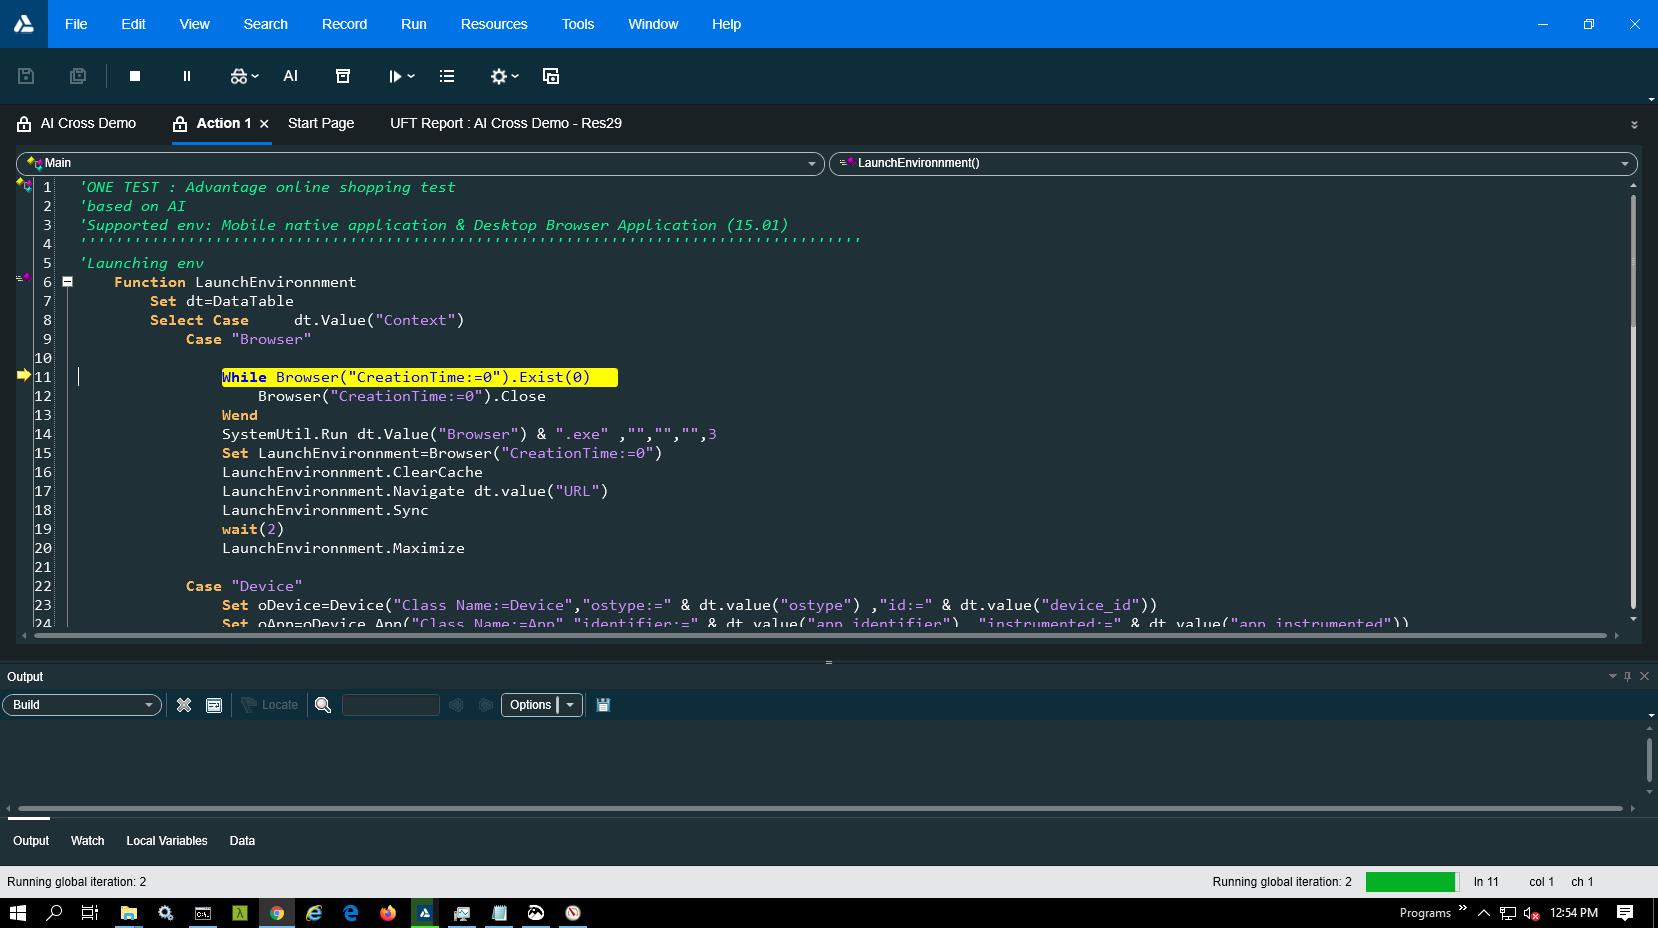 File Edit View Search Record Run Resources Tools Window Help
AI
AI Cross Demo Action 1 Start Page UFT Report : AI Cross Demo - Res29
Main LaunchEnvironnment()
1 'ONE TEST : Advantage online shopping test
2 'based on AI
3 'Supported env: Mobile native application & Desktop Browser Application (15.01)
4 '''''''''''''''''''''''''''''''''''''''''''''''''''''''''''''''''''''''''''''''''''''''
5 'Launching env
6 Function LaunchEnvironnment
7 Set dt=DataTable
8 Select Case dt.Value("Context")
9 Case "Browser"
10
11 While Browser("CreationTime:=0").Exist(0)
12 Browser("CreationTime:=0").Close
13 Wend
14 SystemUtil.Run dt.Value("Browser") & ".exe" ,"","","",3
15 Set LaunchEnvironnment=Browser("CreationTime:=0")
16 LaunchEnvironnment.ClearCache
17 LaunchEnvironnment.Navigate dt.value("URL")
18 LaunchEnvironnment.Sync
19 wait(2)
20 LaunchEnvironnment.Maximize
21
22 Case "Device"
23 Set oDevice=Device("Class Name:=Device","ostype:=" & dt.value("ostype") ,"id:=" & dt.value("device_id"))
24 Set oApp=oDevice.App("Class Name:=App","identifier:=" & dt.value("app_identifier"), "instrumented:=" & dt.value("app_instrumented"))
Output
Build Locate Options
Output Watch Local Variables Data
Running global iteration: 2 Running global iteration: 2 ln 11 col 1 ch 1
Programs 12:54 PM